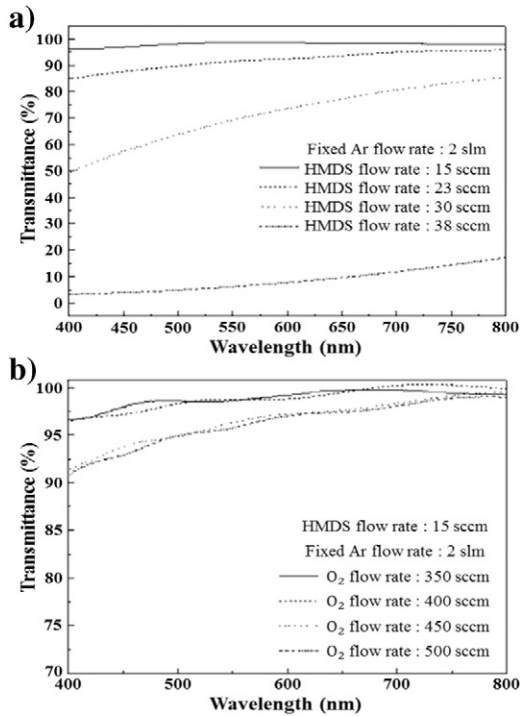 a)
Transmittance (%)
100
90
80
70
60
50
40
30
20
10
0
Fixed Ar flow rate : 2 slm
HMDS flow rate : 15 sccm
HMDS flow rate : 23 sccm
HMDS flow rate : 30 sccm
HMDS flow rate : 38 sccm
400 450 500 550 600 650 700 750 800
Wavelength (nm)
b)
Transmittance (%)
100
95
90
85
80
75
70
HMDS flow rate : 15 sccm
Fixed Ar flow rate : 2 slm
O₂ flow rate : 350 sccm
O₂ flow rate : 400 sccm
O₂ flow rate : 450 sccm
O₂ flow rate : 500 sccm
400 450 500 550 600 650 700 750 800
Wavelength (nm)